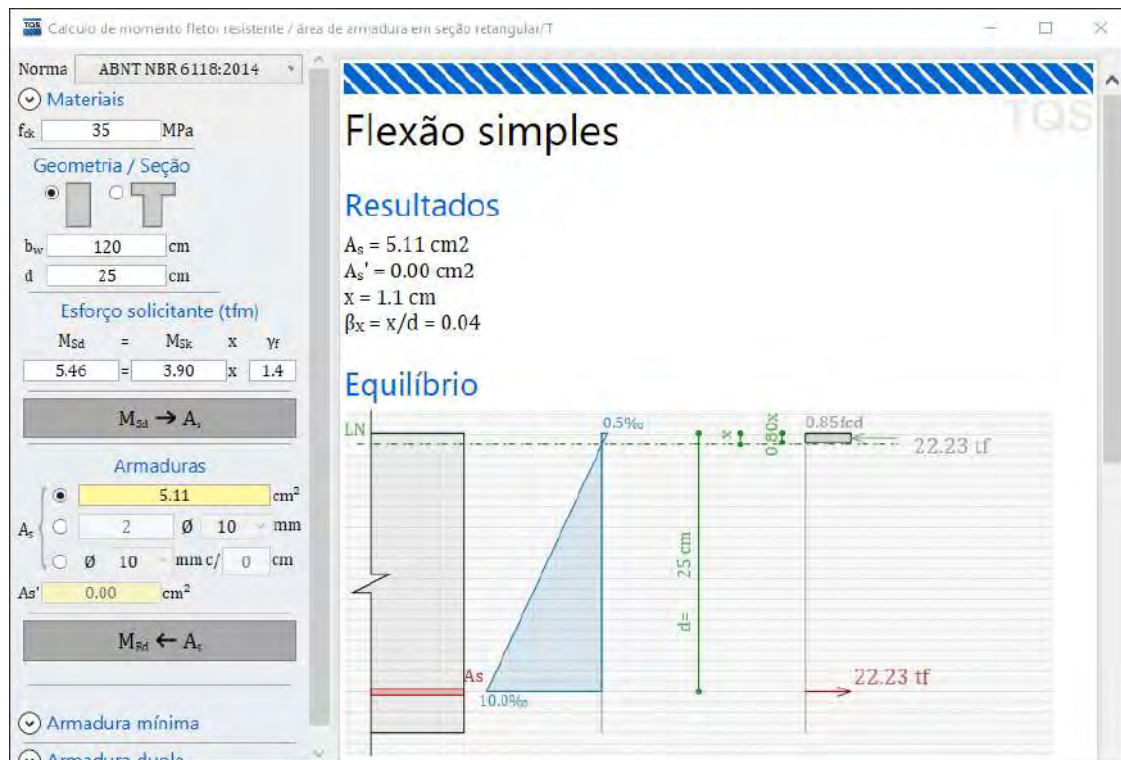 TQS Calculo de momento fletor resistente / área de armadura em seção retangular/T
Norma ABNT NBR 6118:2014
Materiais
fck 35 MPa
Geometria / Seção
bw 120 cm
d 25 cm
Esforço solicitante (tfm)
MSd = MSk x γf
5.46 = 3.90 x 1.4
MSd → As
Armaduras
5.11 cm²
As 2 Ø 10 mm
Ø 10 mm c/ 0 cm
As' 0.00 cm²
MRd ← As
Armadura mínima
Armadura dupla
TQS
Flexão simples
Resultados
As = 5.11 cm2
As' = 0.00 cm2
x = 1.1 cm
βx = x/d = 0.04
Equilíbrio
LN
0.5‰
x
0.80x
0.85fcd
22.23 tf
d= 25 cm
As
10.0‰
22.23 tf